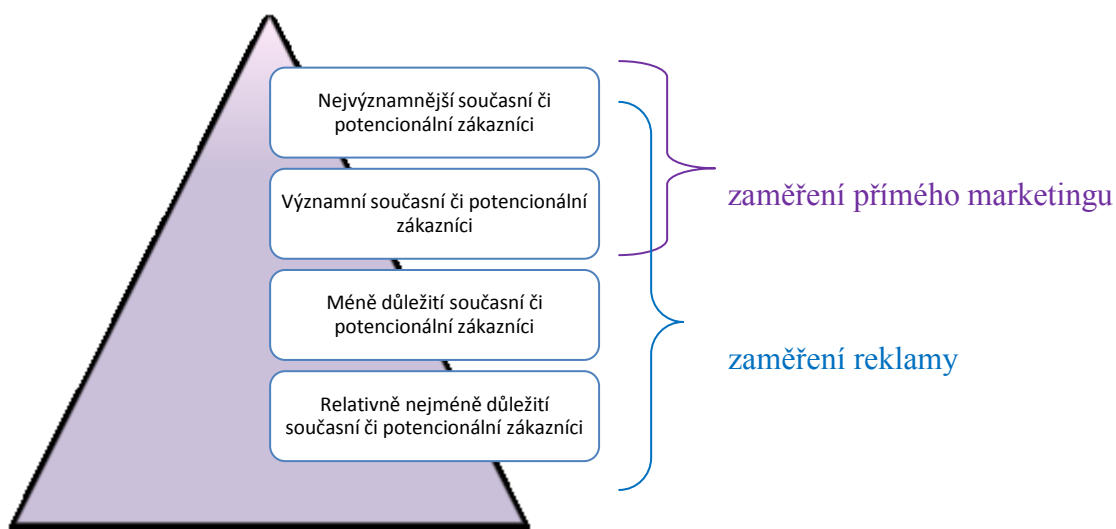 Nejvýznamnější současní či
potencionální zákazníci
Významní současní či potencionální
zákazníci
zaměření přímého marketingu
Méně důležití současní či
potencionální zákazníci
zaměření reklamy
Relativně nejméně důležití
současní či potencionální zákazníci